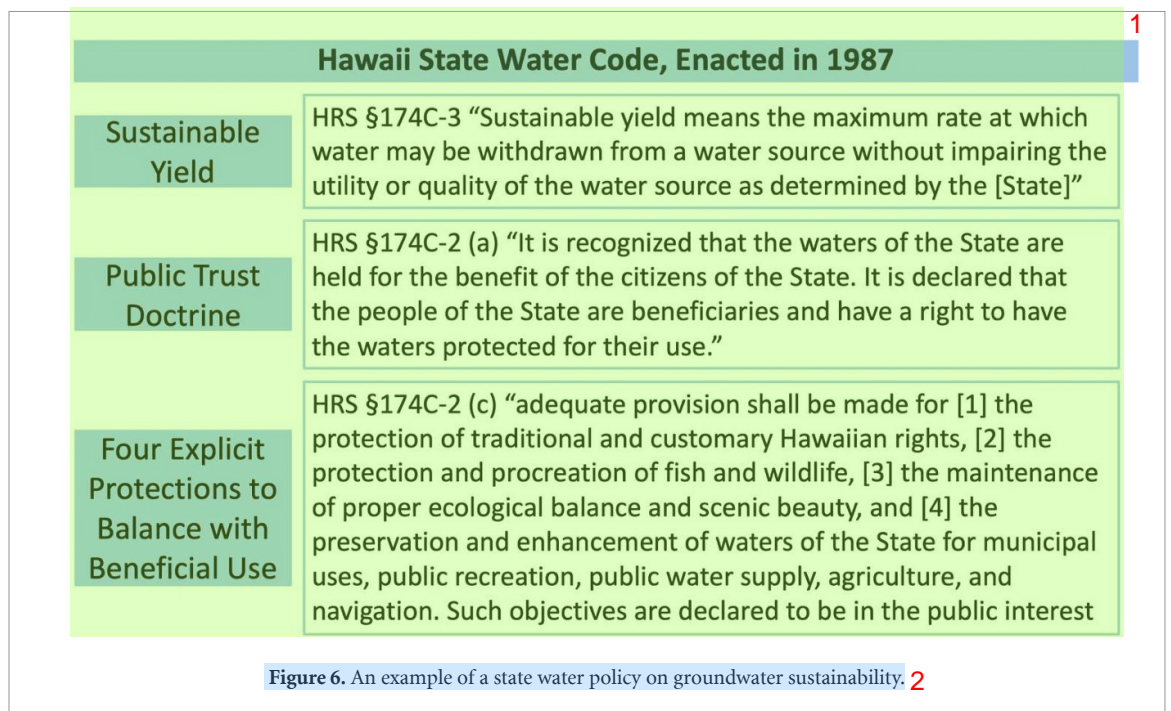 1
Hawaii State Water Code, Enacted in 1987
Sustainable
Yield
HRS §174C-3 “Sustainable yield means the maximum rate at which
water may be withdrawn from a water source without impairing the
utility or quality of the water source as determined by the [State]”
Public Trust
Doctrine
HRS §174C-2 (a) “It is recognized that the waters of the State are
held for the benefit of the citizens of the State. It is declared that
the people of the State are beneficiaries and have a right to have
the waters protected for their use.”
Four Explicit
Protections to
Balance with
Beneficial Use
HRS §174C-2 (c) “adequate provision shall be made for [1] the
protection of traditional and customary Hawaiian rights, [2] the
protection and procreation of fish and wildlife, [3] the maintenance
of proper ecological balance and scenic beauty, and [4] the
preservation and enhancement of waters of the State for municipal
uses, public recreation, public water supply, agriculture, and
navigation. Such objectives are declared to be in the public interest
Figure 6. An example of a state water policy on groundwater sustainability. 2